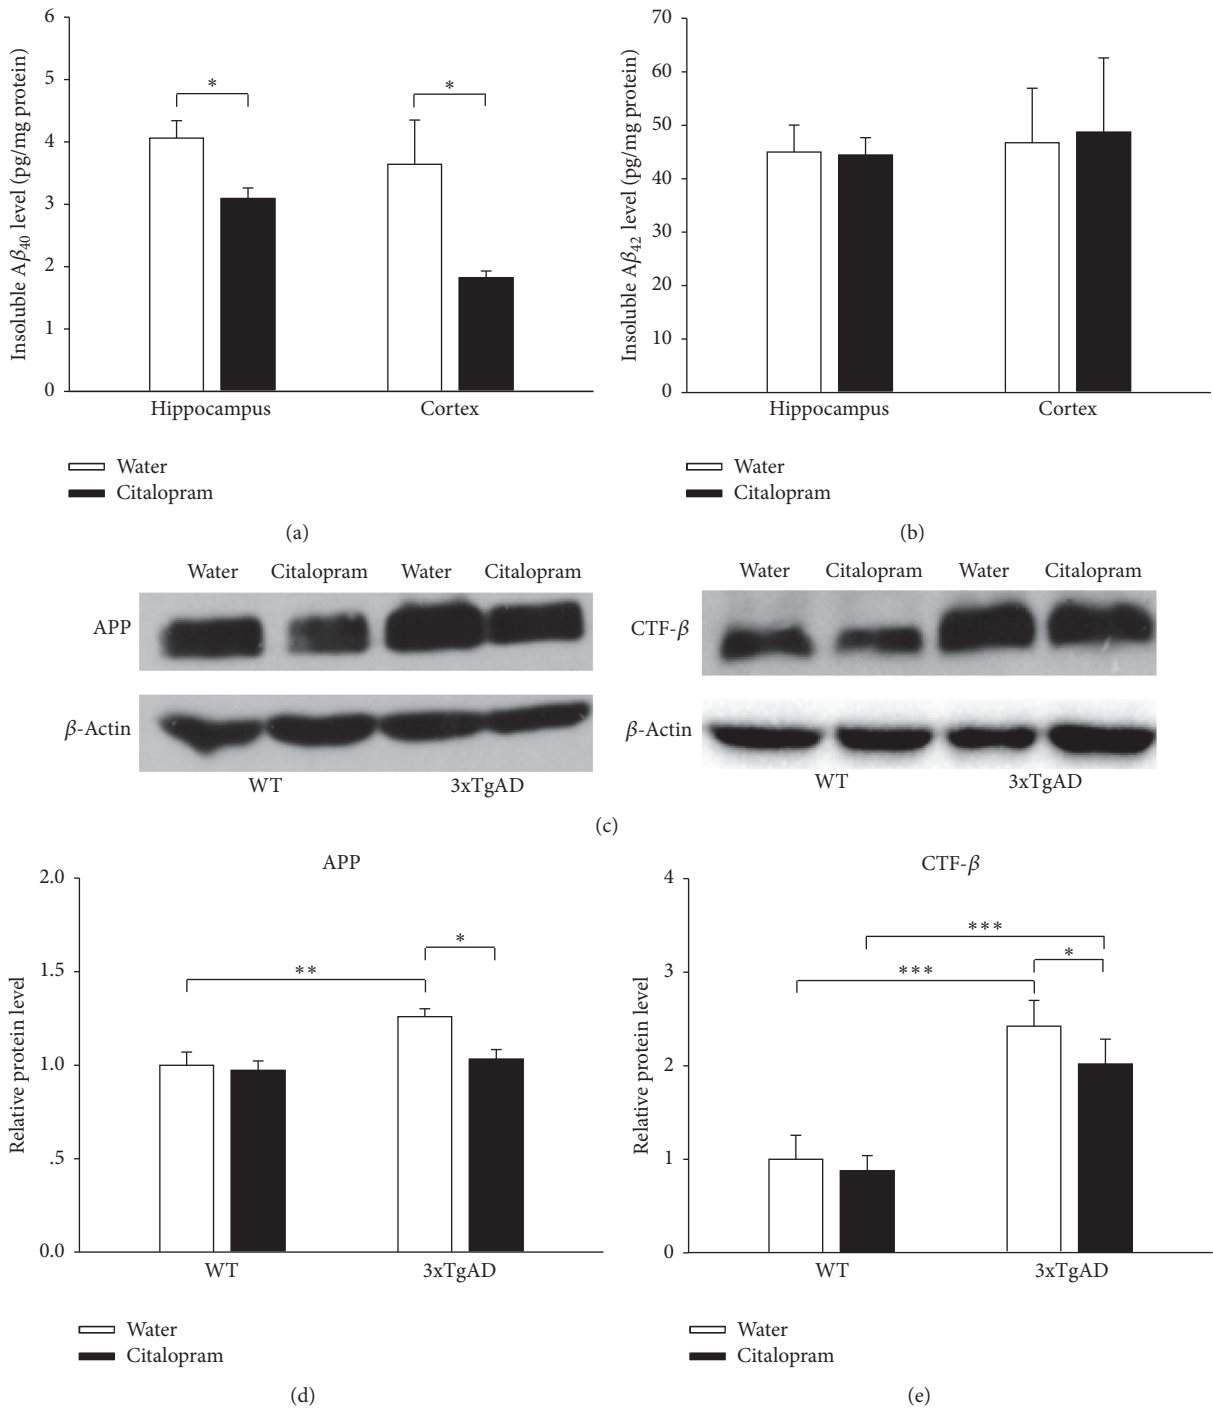 6
5
4
3
2
1
0
Insoluble Aβ40 level (pg/mg protein)
*
*
Hippocampus
Cortex
Water
Citalopram
(a)
70
60
50
40
30
20
10
0
Insoluble Aβ42 level (pg/mg protein)
Hippocampus
Cortex
Water
Citalopram
(b)
Water Citalopram Water Citalopram
APP
β-Actin
WT 3xTgAD
Water Citalopram Water Citalopram
CTF-β
β-Actin
WT 3xTgAD
(c)
APP
2.0
1.5
1.0
.5
0.0
Relative protein level
**
*
WT
3xTgAD
Water
Citalopram
(d)
CTF-β
4
3
2
1
0
Relative protein level
***
***
*
WT
3xTgAD
Water
Citalopram
(e)